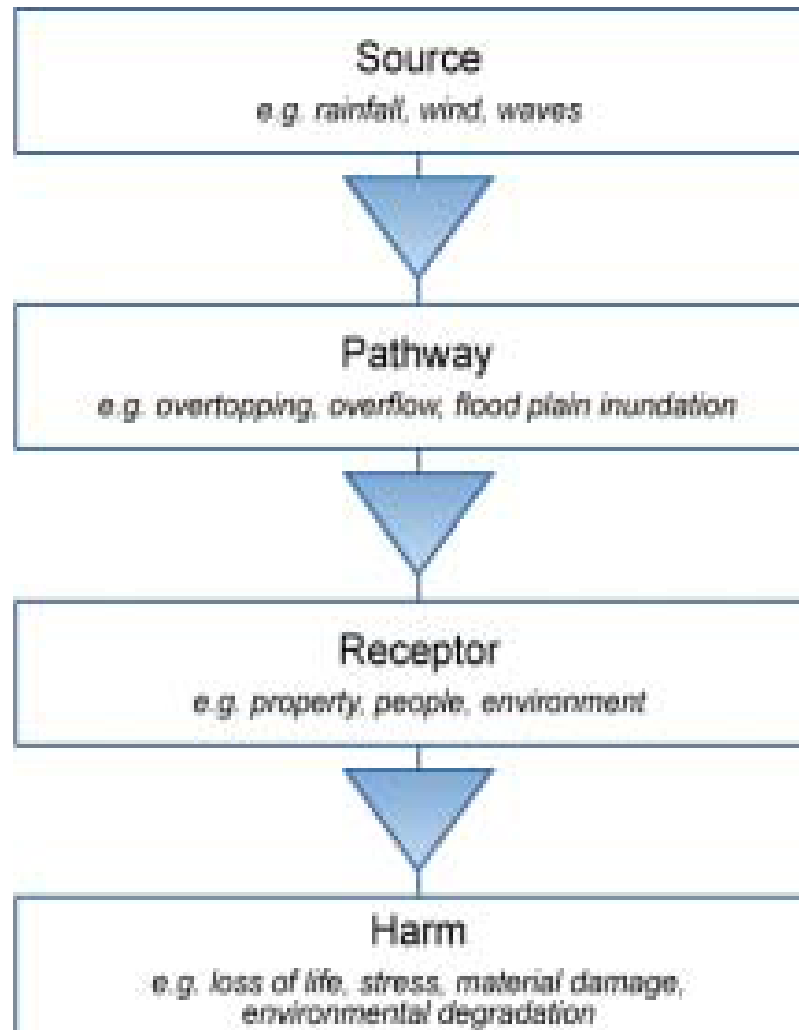 Source
e.g. rainfall, wind, waves
Pathway
e.g. overtopping, overflow, flood plain inundation
Receptor
e.g. property, people, environment
Harm
e.g. loss of life, stress, material damage,
environmental degradation